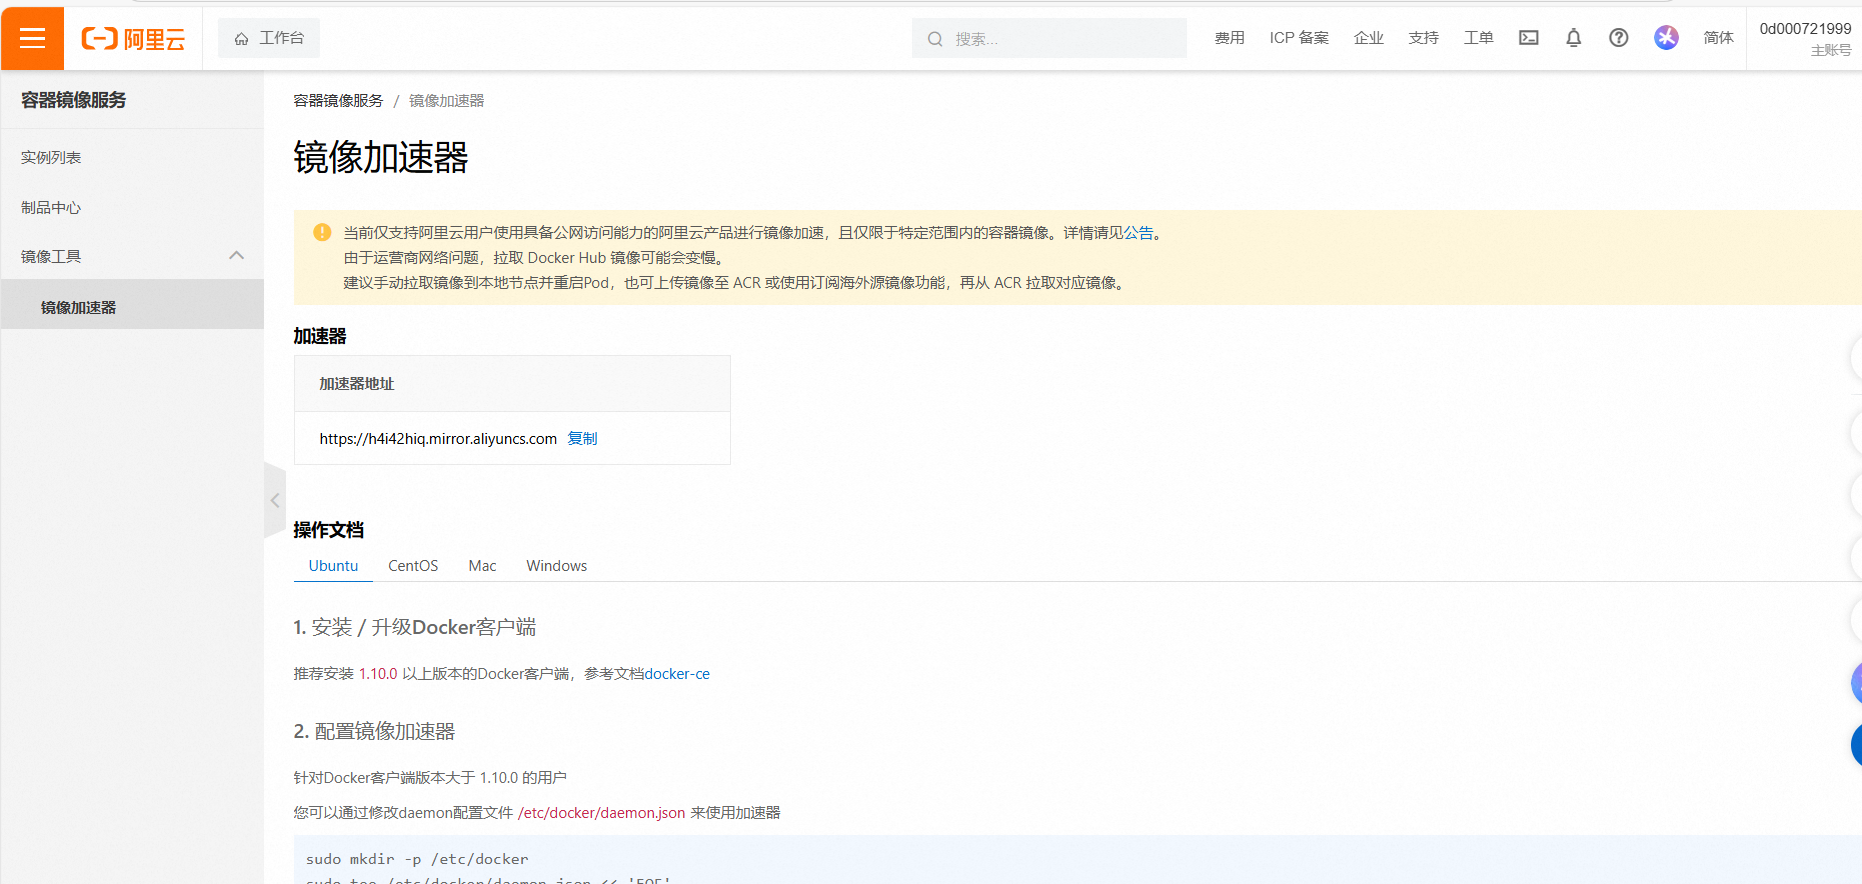 阿里云
工作台
搜索...
费用
ICP 备案
企业
支持
工单
简体
0d000721999
主账号
容器镜像服务
实例列表
制品中心
镜像工具
镜像加速器
容器镜像服务 / 镜像加速器
镜像加速器
当前仅支持阿里云用户使用具备公网访问能力的阿里云产品进行镜像加速，且仅限于特定范围内的容器镜像。详情请见公告。
由于运营商网络问题，拉取 Docker Hub 镜像可能会变慢。
建议手动拉取镜像到本地节点并重启Pod，也可上传镜像至 ACR 或使用订阅海外源镜像功能，再从 ACR 拉取对应镜像。
加速器
加速器地址
https://h4i42hiq.mirror.aliyuncs.com 复制
操作文档
Ubuntu CentOS Mac Windows
1. 安装 / 升级Docker客户端
推荐安装 1.10.0 以上版本的Docker客户端，参考文档docker-ce
2. 配置镜像加速器
针对Docker客户端版本大于 1.10.0 的用户
您可以通过修改daemon配置文件 /etc/docker/daemon.json 来使用加速器
sudo mkdir -p /etc/docker
sudo tee /etc/docker/daemon.json << 'EOF'